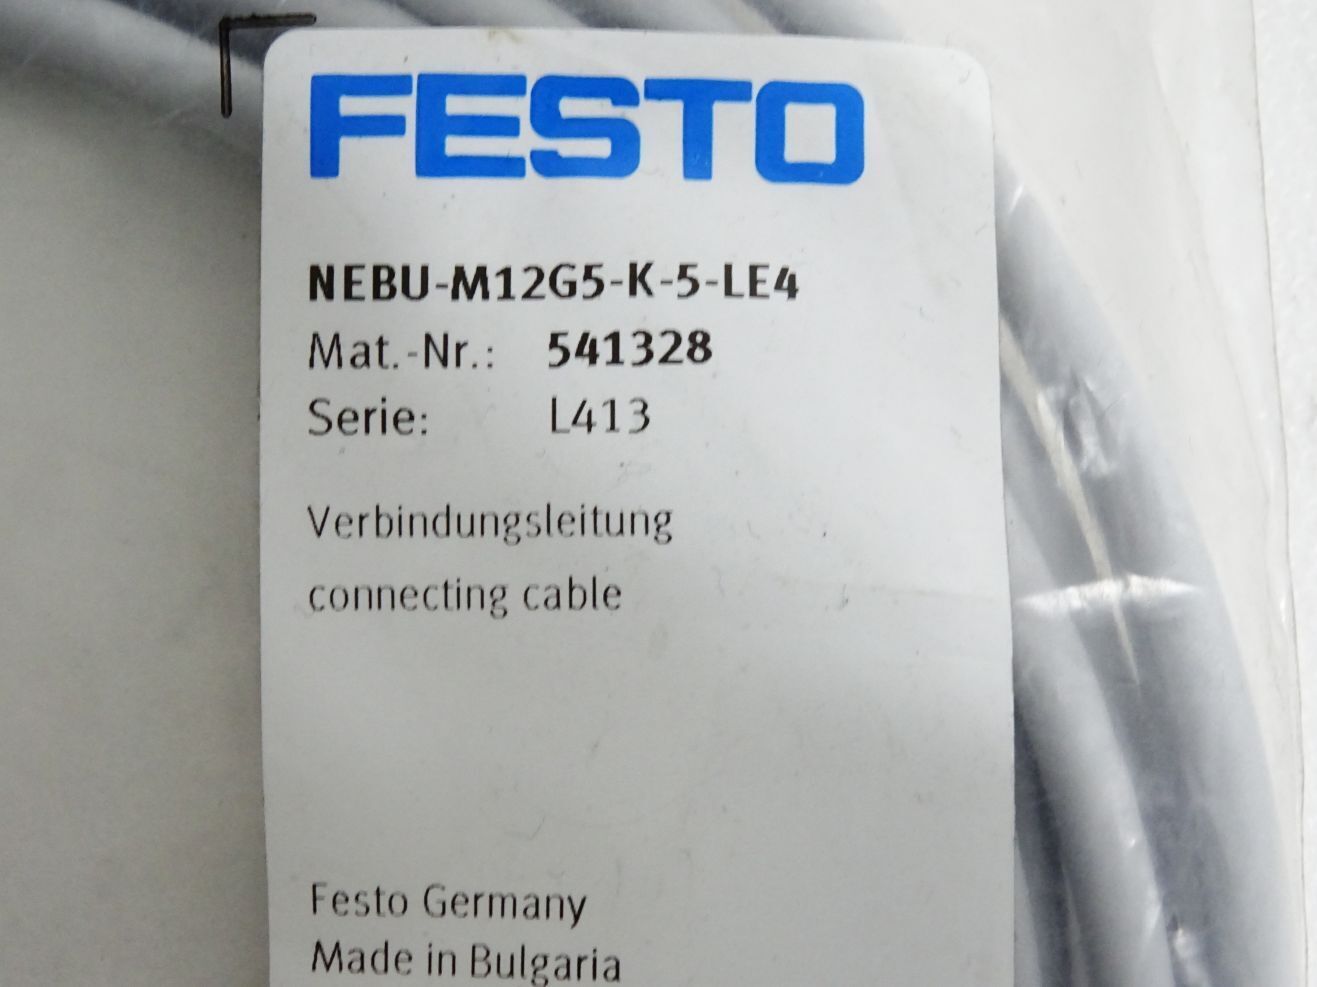 FESTO
NEBU-M12G5-K-5-LE4
Mat.-Nr.: 541328
Serie: L413
Verbindungsleitung
connecting cable
Festo Germany
Made in Bulgaria